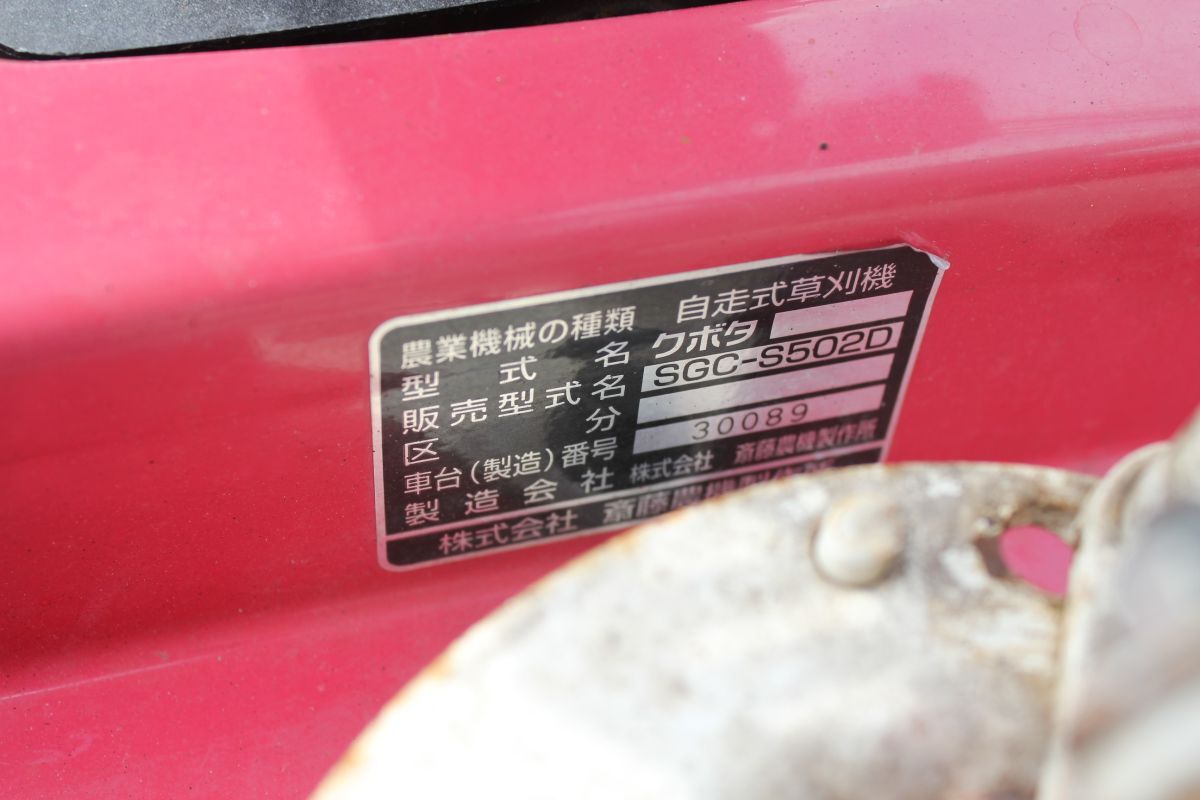 農業機械の種類 自走式草刈機
型式名 クボタ
販売型式名 SGC-S502D
区分
車台(製造)番号 30089
製造会社 株式会社 斎藤農機製作所
株式会社 斎藤農機製作所